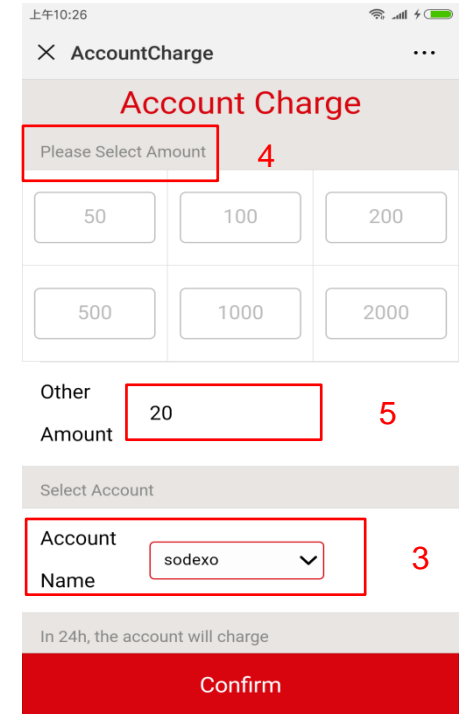 上午10:26
AccountCharge
Account Charge
Please Select Amount
4
50 100 200
500 1000 2000
Other
Amount
20
5
Select Account
Account
Name
sodexo
3
In 24h, the account will charge
Confirm